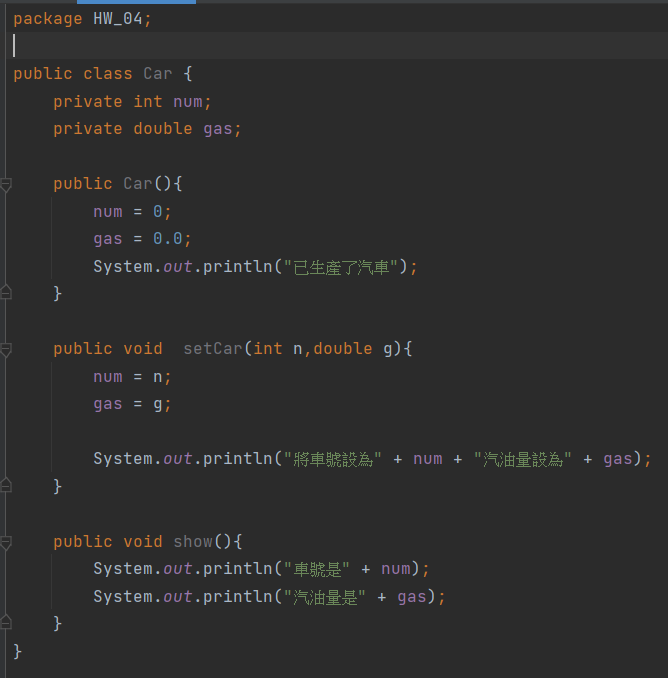 package HW_04;
public class Car {
private int num;
private double gas;
public Car(){
num = 0;
gas = 0.0;
System.out.println("已生產了汽車");
}
public void  setCar(int n,double g){
num = n;
gas = g;
System.out.println("將車號設為" + num + "汽油量設為" + gas);
}
public void show(){
System.out.println("車號是" + num);
System.out.println("汽油量是" + gas);
}
}